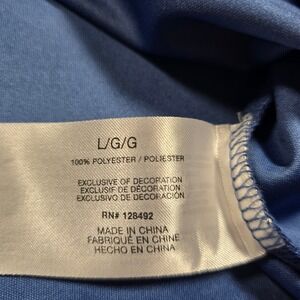 L/G/G
100% POLYESTER / POLIESTER
EXCLUSIVE OF DECORATION
EXCLUSIF DE DÉCORATION
EXCLUSIVO DE DECORACIÓN
RN# 128492
MADE IN CHINA
FABRIQUÉ EN CHINE
HECHO EN CHINA